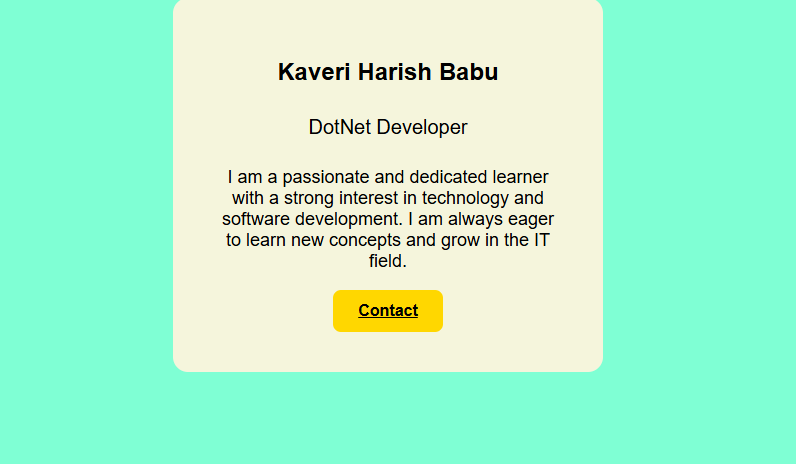 Kaveri Harish Babu
DotNet Developer
I am a passionate and dedicated learner
with a strong interest in technology and
software development. I am always eager
to learn new concepts and grow in the IT
field.
Contact